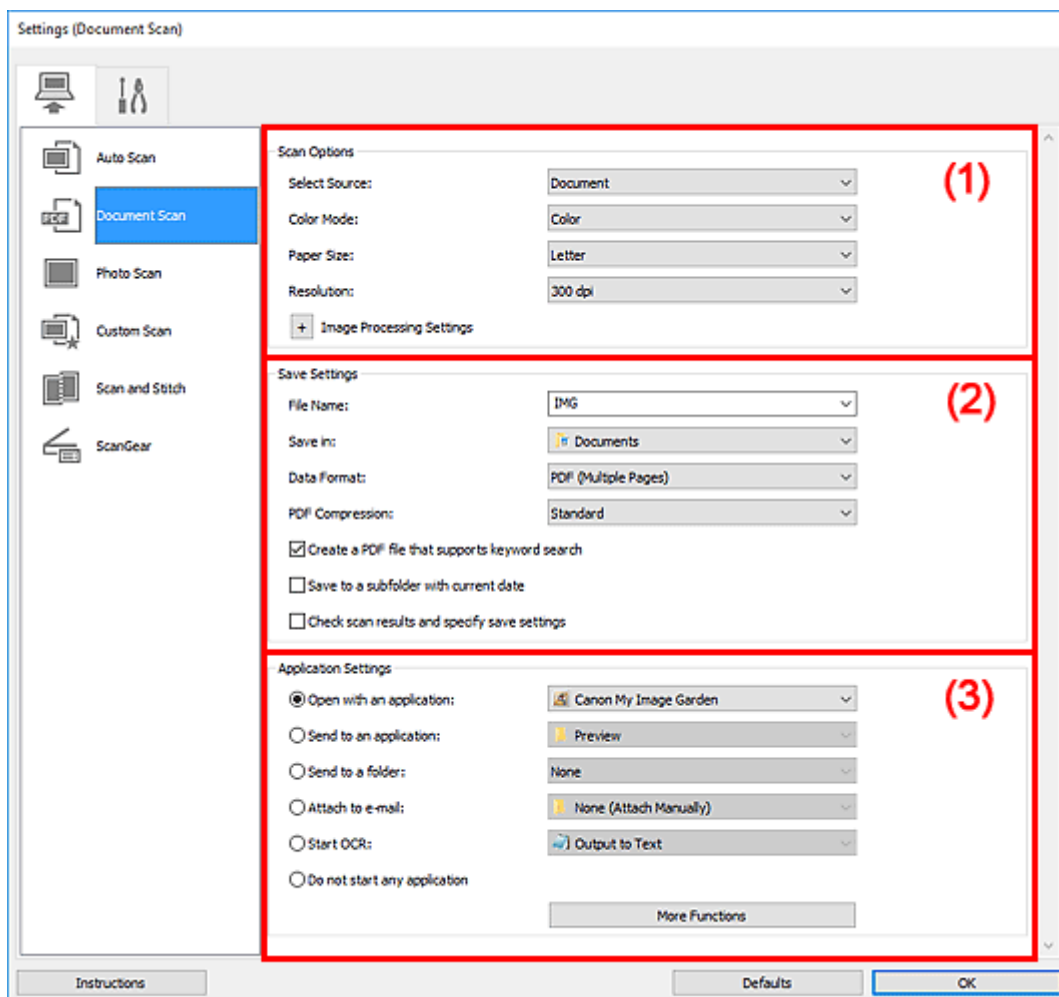 Settings (Document Scan)
Auto Scan
Document Scan
Photo Scan
Custom Scan
Scan and Stitch
ScanGear
Scan Options
(1)
Select Source: Document
Color Mode: Color
Paper Size: Letter
Resolution: 300 dpi
+ Image Processing Settings
Save Settings
(2)
File Name: IMG
Save in: Documents
Data Format: PDF (Multiple Pages)
PDF Compression: Standard
Create a PDF file that supports keyword search
Save to a subfolder with current date
Check scan results and specify save settings
Application Settings
(3)
Open with an application: Canon My Image Garden
Send to an application: Preview
Send to a folder: None
Attach to e-mail: None (Attach Manually)
Start OCR: Output to Text
Do not start any application
More Functions
Instructions
Defaults
OK